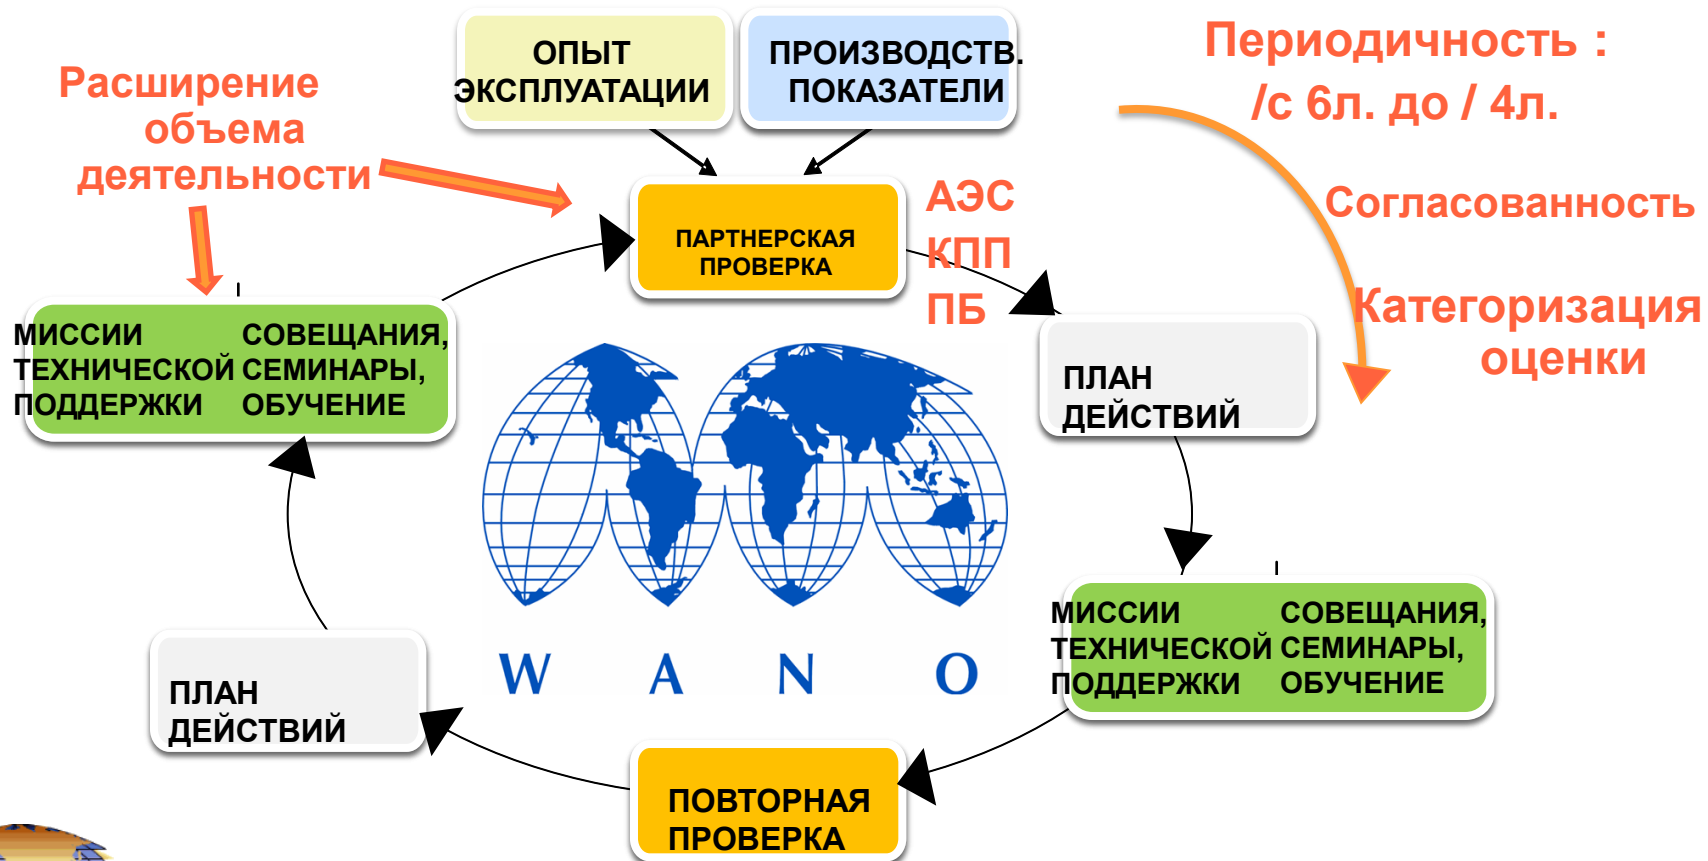 ОПЫТ
ЭКСПЛУАТАЦИИ
ПРОИЗВОДСТВ.
ПОКАЗАТЕЛИ
Периодичность :
/с 6л. до / 4л.
Расширение
объема
деятельности
Согласованность
Категоризация
оценки
ПАРТНЕРСКАЯ
ПРОВЕРКА
АЭС
КПП
ПБ
МИССИИ
ТЕХНИЧЕСКОЙ
ПОДДЕРЖКИ
СОВЕЩАНИЯ,
СЕМИНАРЫ,
ОБУЧЕНИЕ
ПЛАН
ДЕЙСТВИЙ
W A N O
МИССИИ
ТЕХНИЧЕСКОЙ
ПОДДЕРЖКИ
СОВЕЩАНИЯ,
СЕМИНАРЫ,
ОБУЧЕНИЕ
ПЛАН
ДЕЙСТВИЙ
ПОВТОРНАЯ
ПРОВЕРКА